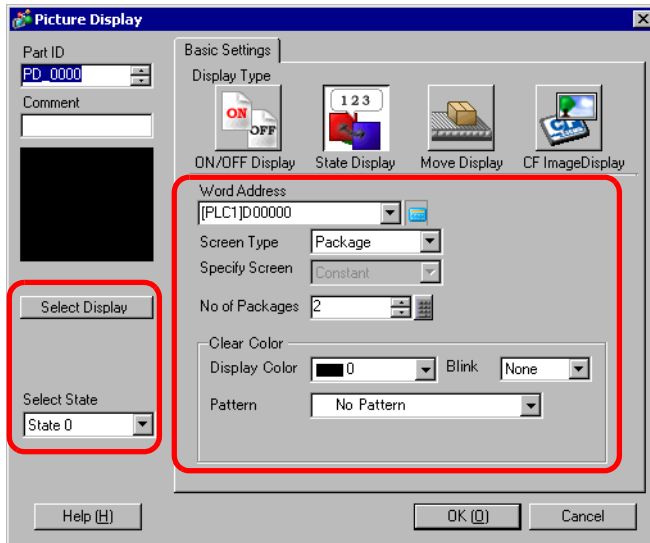 Picture Display
Part ID
PD_0000
Comment
Select Display
Select State
State 0
Basic Settings
Display Type
ON
OFF
123
ON/OFF Display State Display Move Display CF ImageDisplay
Word Address
[PLC1]D00000
Screen Type Package
Specify Screen Constant
No of Packages 2
Clear Color
Display Color 0 Blink None
Pattern No Pattern
Help (H) OK (O) Cancel